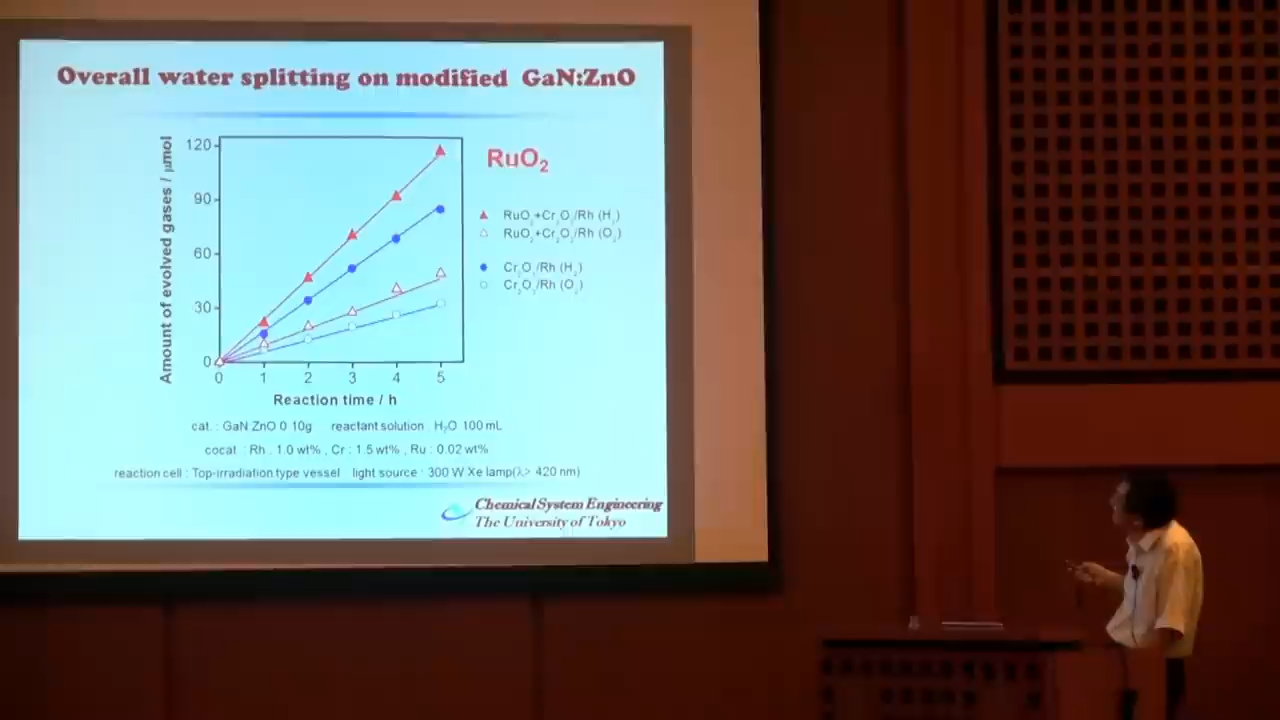 Overall water splitting on modified GaN:ZnO
Amount of evolved gases / μmol
120
90
60
30
0
0 1 2 3 4 5
Reaction time / h
RuO₂
RuO₂+Cr₂O₃/Rh (H₂)
RuO₂+Cr₂O₃/Rh (O₂)
Cr₂O₃/Rh (H₂)
Cr₂O₃/Rh (O₂)
cat. : GaN ZnO 0 10g reactant solution : H₂O 100 mL
cocat : Rh : 1.0 wt% , Cr : 1.5 wt% , Ru : 0.02 wt%
reaction cell : Top-irradiation type vessel light source : 300 W Xe lamp(λ> 420 nm)
Chemical System Engineering
The University of Tokyo